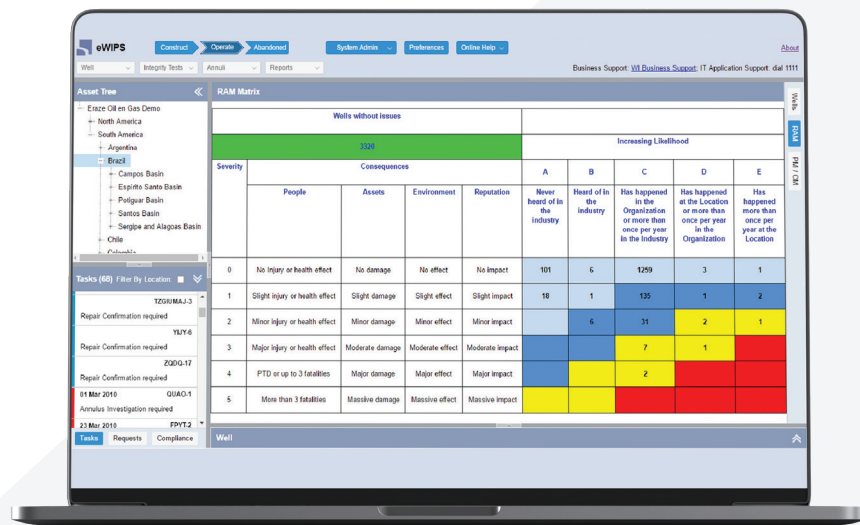 eWIPS
Construct
Operate
Abandoned
System Admin
Preferences
Online Help
About
Well
Integrity Tests
Annuli
Reports
Business Support: WI Business Support; IT Application Support: dial 1111
Asset Tree
Eraze Oil en Gas Demo
North America
South America
Argentina
Brazil
Campos Basin
Espirito Santo Basin
Potiguar Basin
Santos Basin
Sergipe and Alagoas Basin
Chile
Colombia
Tasks (68) Filter By Location
TZGIUMAJ-3
Repair Confirmation required
YIJY-6
Repair Confirmation required
ZQDQ-17
Repair Confirmation required
01 Mar 2010 QUAO-1
Annulus Investigation required
23 Mar 2010 FPYT-2
Tasks
Requests
Compliance
RAM Matrix
Wells without issues
3320
Increasing Likelihood
Severity
Consequences
A
B
C
D
E
People
Assets
Environment
Reputation
Never
heard of in
the
industry
Heard of in
the
industry
Has happened
in the
Organization
or more than
once per year
in the Industry
Has happened
at the Location
or more than
once per year
in the
Organization
Has
happened
more than
once per
year at the
Location
0 No Injury or health effect No damage No effect No impact 101 6 1259 3 1
1 Slight injury or health effect Slight damage Slight effect Slight impact 18 1 135 1 2
2 Minor injury or health effect Minor damage Minor effect Minor impact 6 31 2 1
3 Major injury or health effect Moderate damage Moderate effect Moderate impact 7 1
4 PTD or up to 3 fatalities Major damage Major effect Major impact 2
5 More than 3 fatalities Massive damage Massive effect Massive impact
Well
Wells
RAM
PM / CM